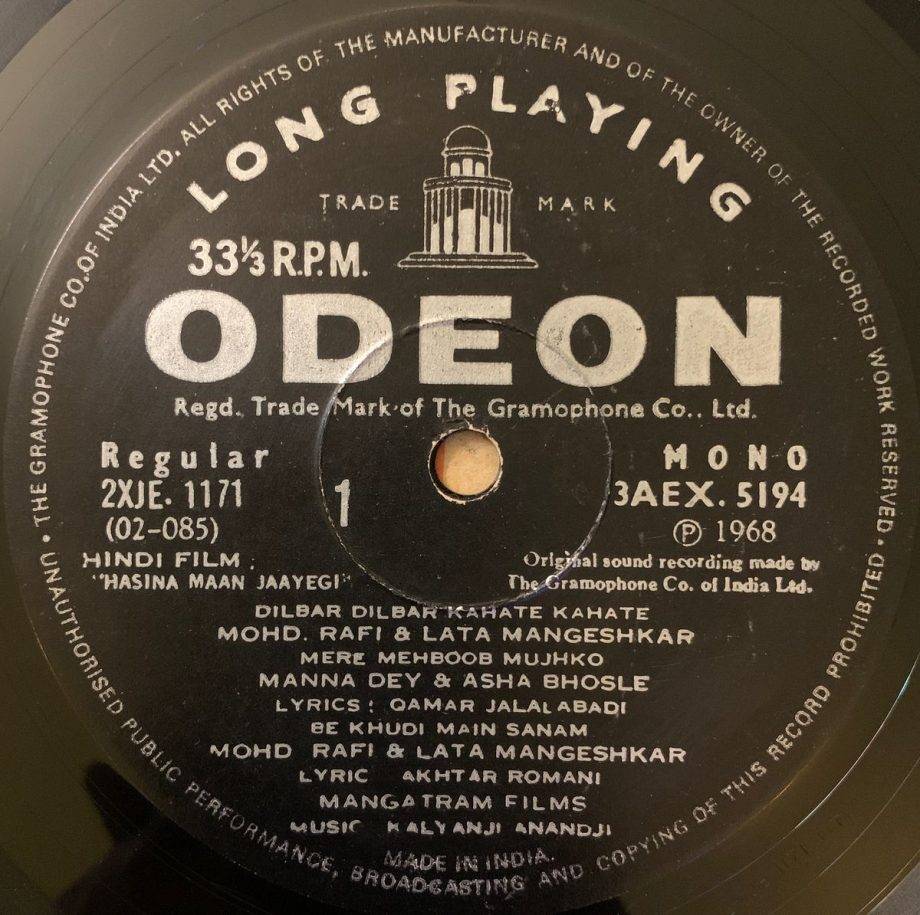 THE GRAMOPHONE CO. OF INDIA LTD. ALL RIGHTS OF THE MANUFACTURER AND OF THE OWNER OF THE RECORDED WORK RESERVED • UNAUTHORISED PUBLIC PERFORMANCE, BROADCASTING AND COPYING OF THIS RECORD PROHIBITED •
LONG PLAYING
TRADE MARK
33⅓ R.P.M.
ODEON
Regd. Trade Mark of The Gramophone Co.. Ltd.
Regular MONO
2XJE. 1171 1 3AEX. 5194
(02-085) Ⓟ 1968
HINDI FILM : Original sound recording made by
"HASINA MAAN JAAYEGI" The Gramophone Co. of India Ltd.
DILBAR DILBAR KAHATE KAHATE
MOHD. RAFI & LATA MANGESHKAR
MERE MEHBOOB MUJHKO
MANNA DEY & ASHA BHOSLE
LYRICS : QAMAR JALALABADI
BE KHUDI MAIN SANAM
MOHD RAFI & LATA MANGESHKAR
LYRIC AKHTAR ROMANI
MANGATRAM FILMS
MUSIC KALYANJI ANANDJI
MADE IN INDIA.